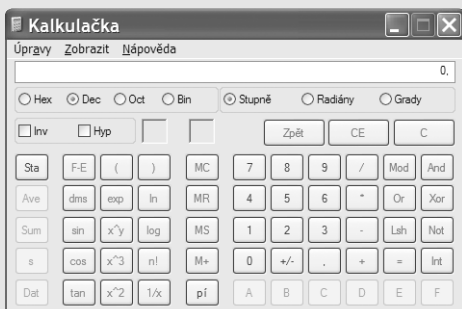 Kalkulačka
Úpravy Zobrazit Nápověda
0,
Hex Dec Oct Bin Stupně Radiány Grady
Inv Hyp Zpět CE C
Sta F-E ( ) MC 7 8 9 / Mod And
Ave dms exp ln MR 4 5 6 * Or Xor
Sum sin x^y log MS 1 2 3 - Lsh Not
s cos x^3 n! M+ 0 +/- , + = Int
Dat tan x^2 1/x pí A B C D E F